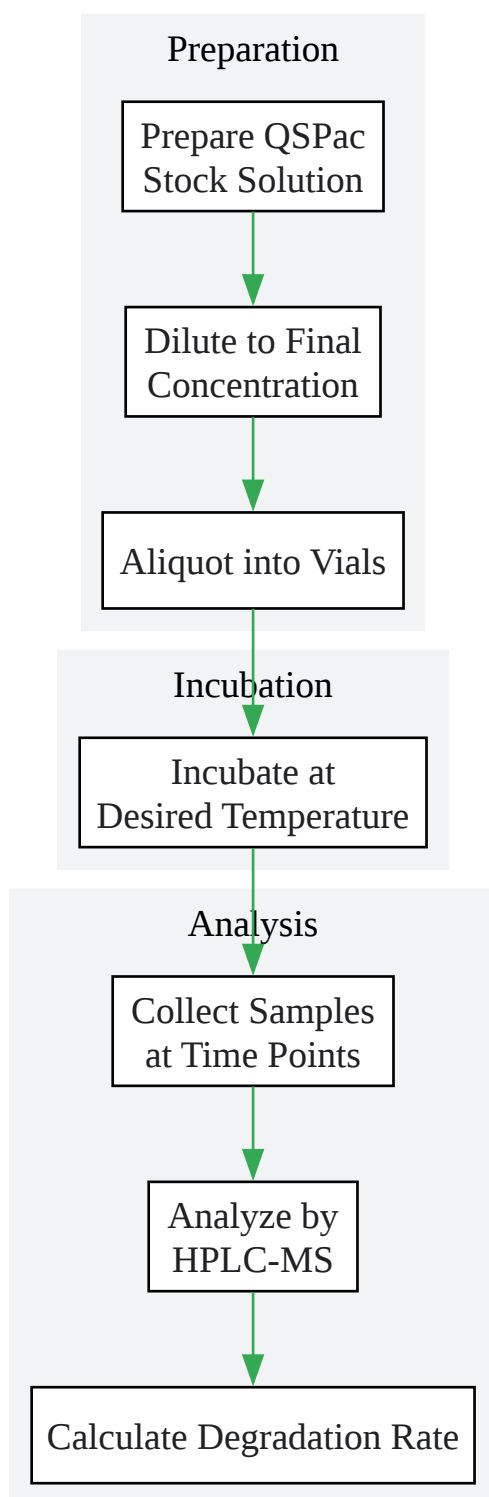 Preparation
Prepare QSPac
Stock Solution
Dilute to Final
Concentration
Aliquot into Vials
Incubation
Incubate at
Desired Temperature
Analysis
Collect Samples
at Time Points
Analyze by
HPLC-MS
Calculate Degradation Rate